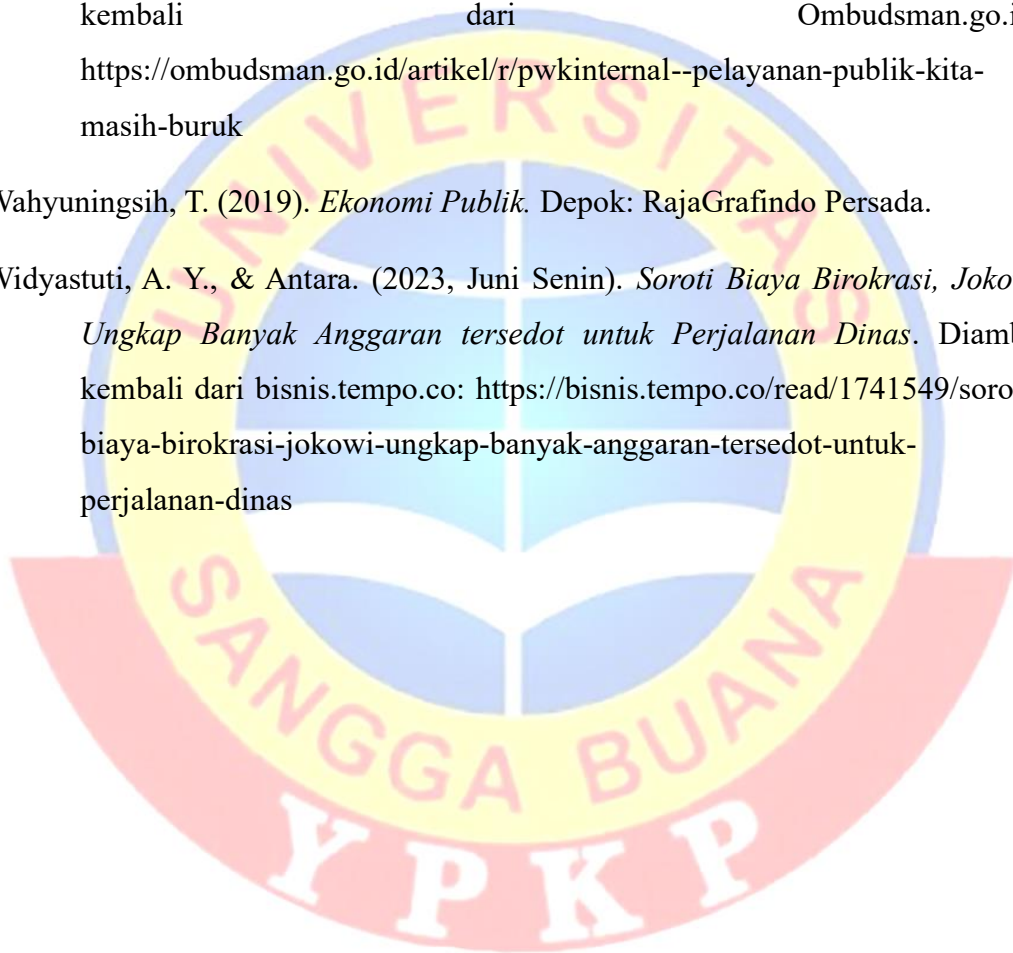 kembali dari Ombudsman.go.i
https://ombudsman.go.id/artikel/r/pwkinternal--pelayanan-publik-kita-
masih-buruk
Vahyuningsih, T. (2019). Ekonomi Publik. Depok: RajaGrafindo Persada.
Vidyastuti, A. Y., & Antara. (2023, Juni Senin). Soroti Biaya Birokrasi, Joko
Ungkap Banyak Anggaran tersedot untuk Perjalanan Dinas. Diamb
kembali dari bisnis.tempo.co: https://bisnis.tempo.co/read/1741549/soro
biaya-birokrasi-jokowi-ungkap-banyak-anggaran-tersedot-untuk-
perjalanan-dinas
UNIVERSITAS
SANGGA BUANA
YPKP